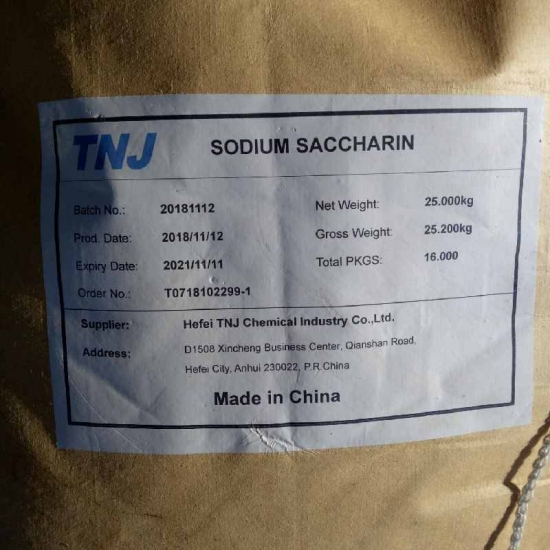 TNJ SODIUM SACCHARIN
Batch No.: 20181112 Net Weight: 25.000kg
Prod. Date: 2018/11/12 Gross Weight: 25.200kg
Expiry Date: 2021/11/11 Total PKGS: 16.000
Order No.: T0718102299-1
Supplier: Hefei TNJ Chemical Industry Co.,Ltd.
Address: D1508 Xincheng Business Center, Qianshan Road,
Hefei City, Anhui 230022, P.R.China
Made in China